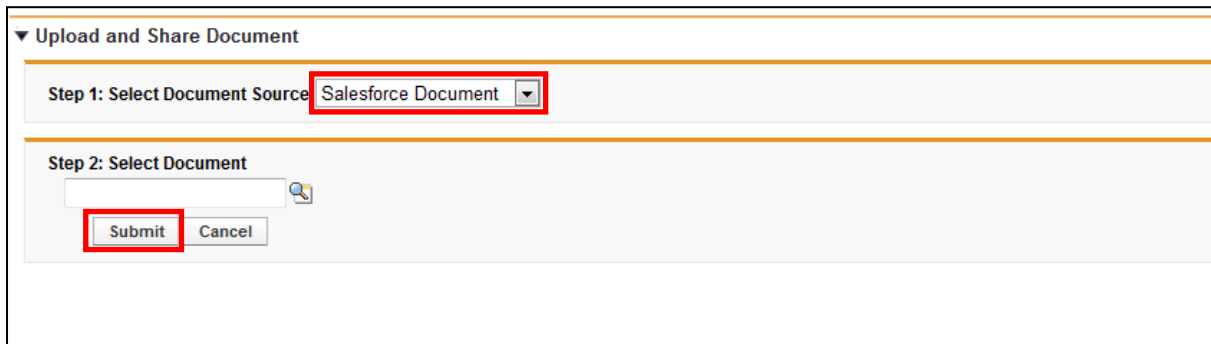 Upload and Share Document
Step 1: Select Document Source Salesforce Document
Step 2: Select Document
Submit Cancel